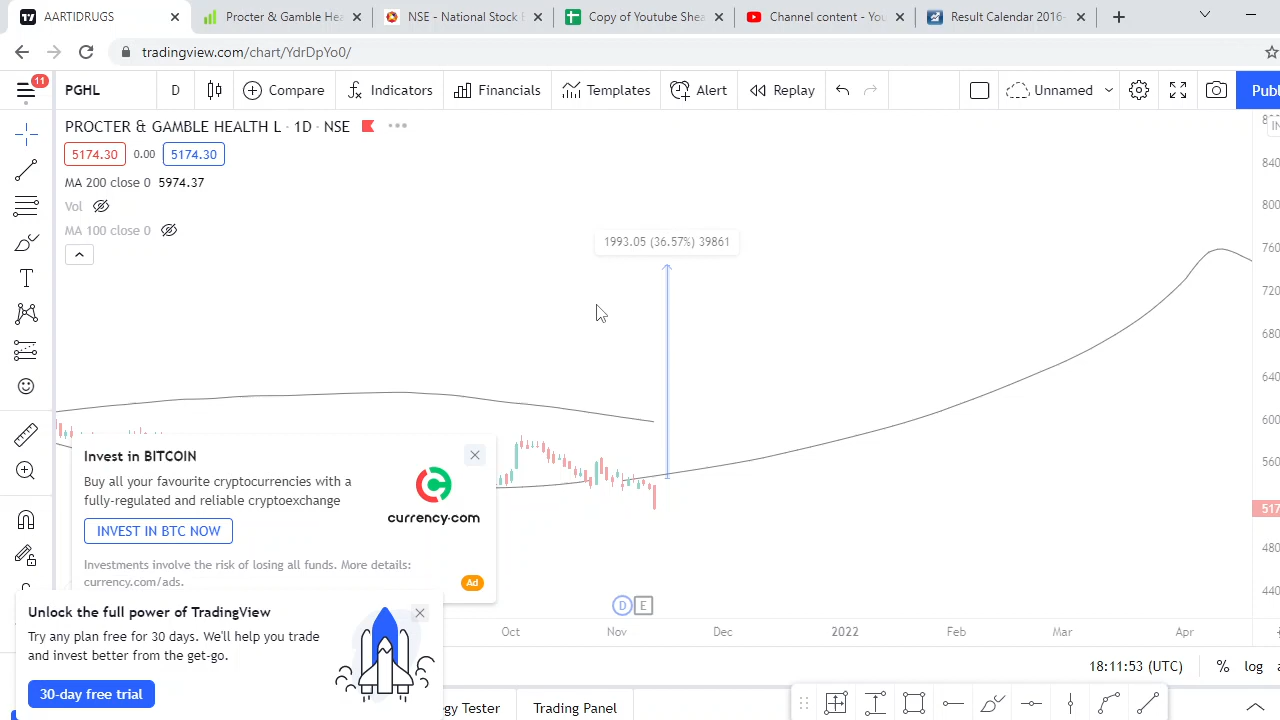 AARTIDRUGS
Procter & Gamble Hea
NSE - NSE - N
Copy of Youtube Shea
Channel content - You
Result Calendar 2016-
tradingview.com/chart/YdrDpYo0/
11
PGHL
D
Compare
Indicators
Financials
Templates
Alert
Replay
Unnamed
Publ
PROCTER & GAMBLE HEALTH L · 1D · NSE
5174.30 0.00 5174.30
MA 200 close 0 5974.37
Vol
MA 100 close 0
1993.05 (36.57%) 39861
840
800
760
720
680
640
600
560
517
480
440
Invest in BITCOIN
Buy all your favourite cryptocurrencies with a
fully-regulated and reliable cryptoexchange
INVEST IN BTC NOW
currency.com
Investments involve the risk of losing all funds. More details:
currency.com/ads.
Ad
Unlock the full power of TradingView
Try any plan free for 30 days. We'll help you trade
and invest better from the get-go.
30-day free trial
D E
Oct Nov Dec 2022 Feb Mar Apr
18:11:53 (UTC) % log
gy Tester
Trading Panel